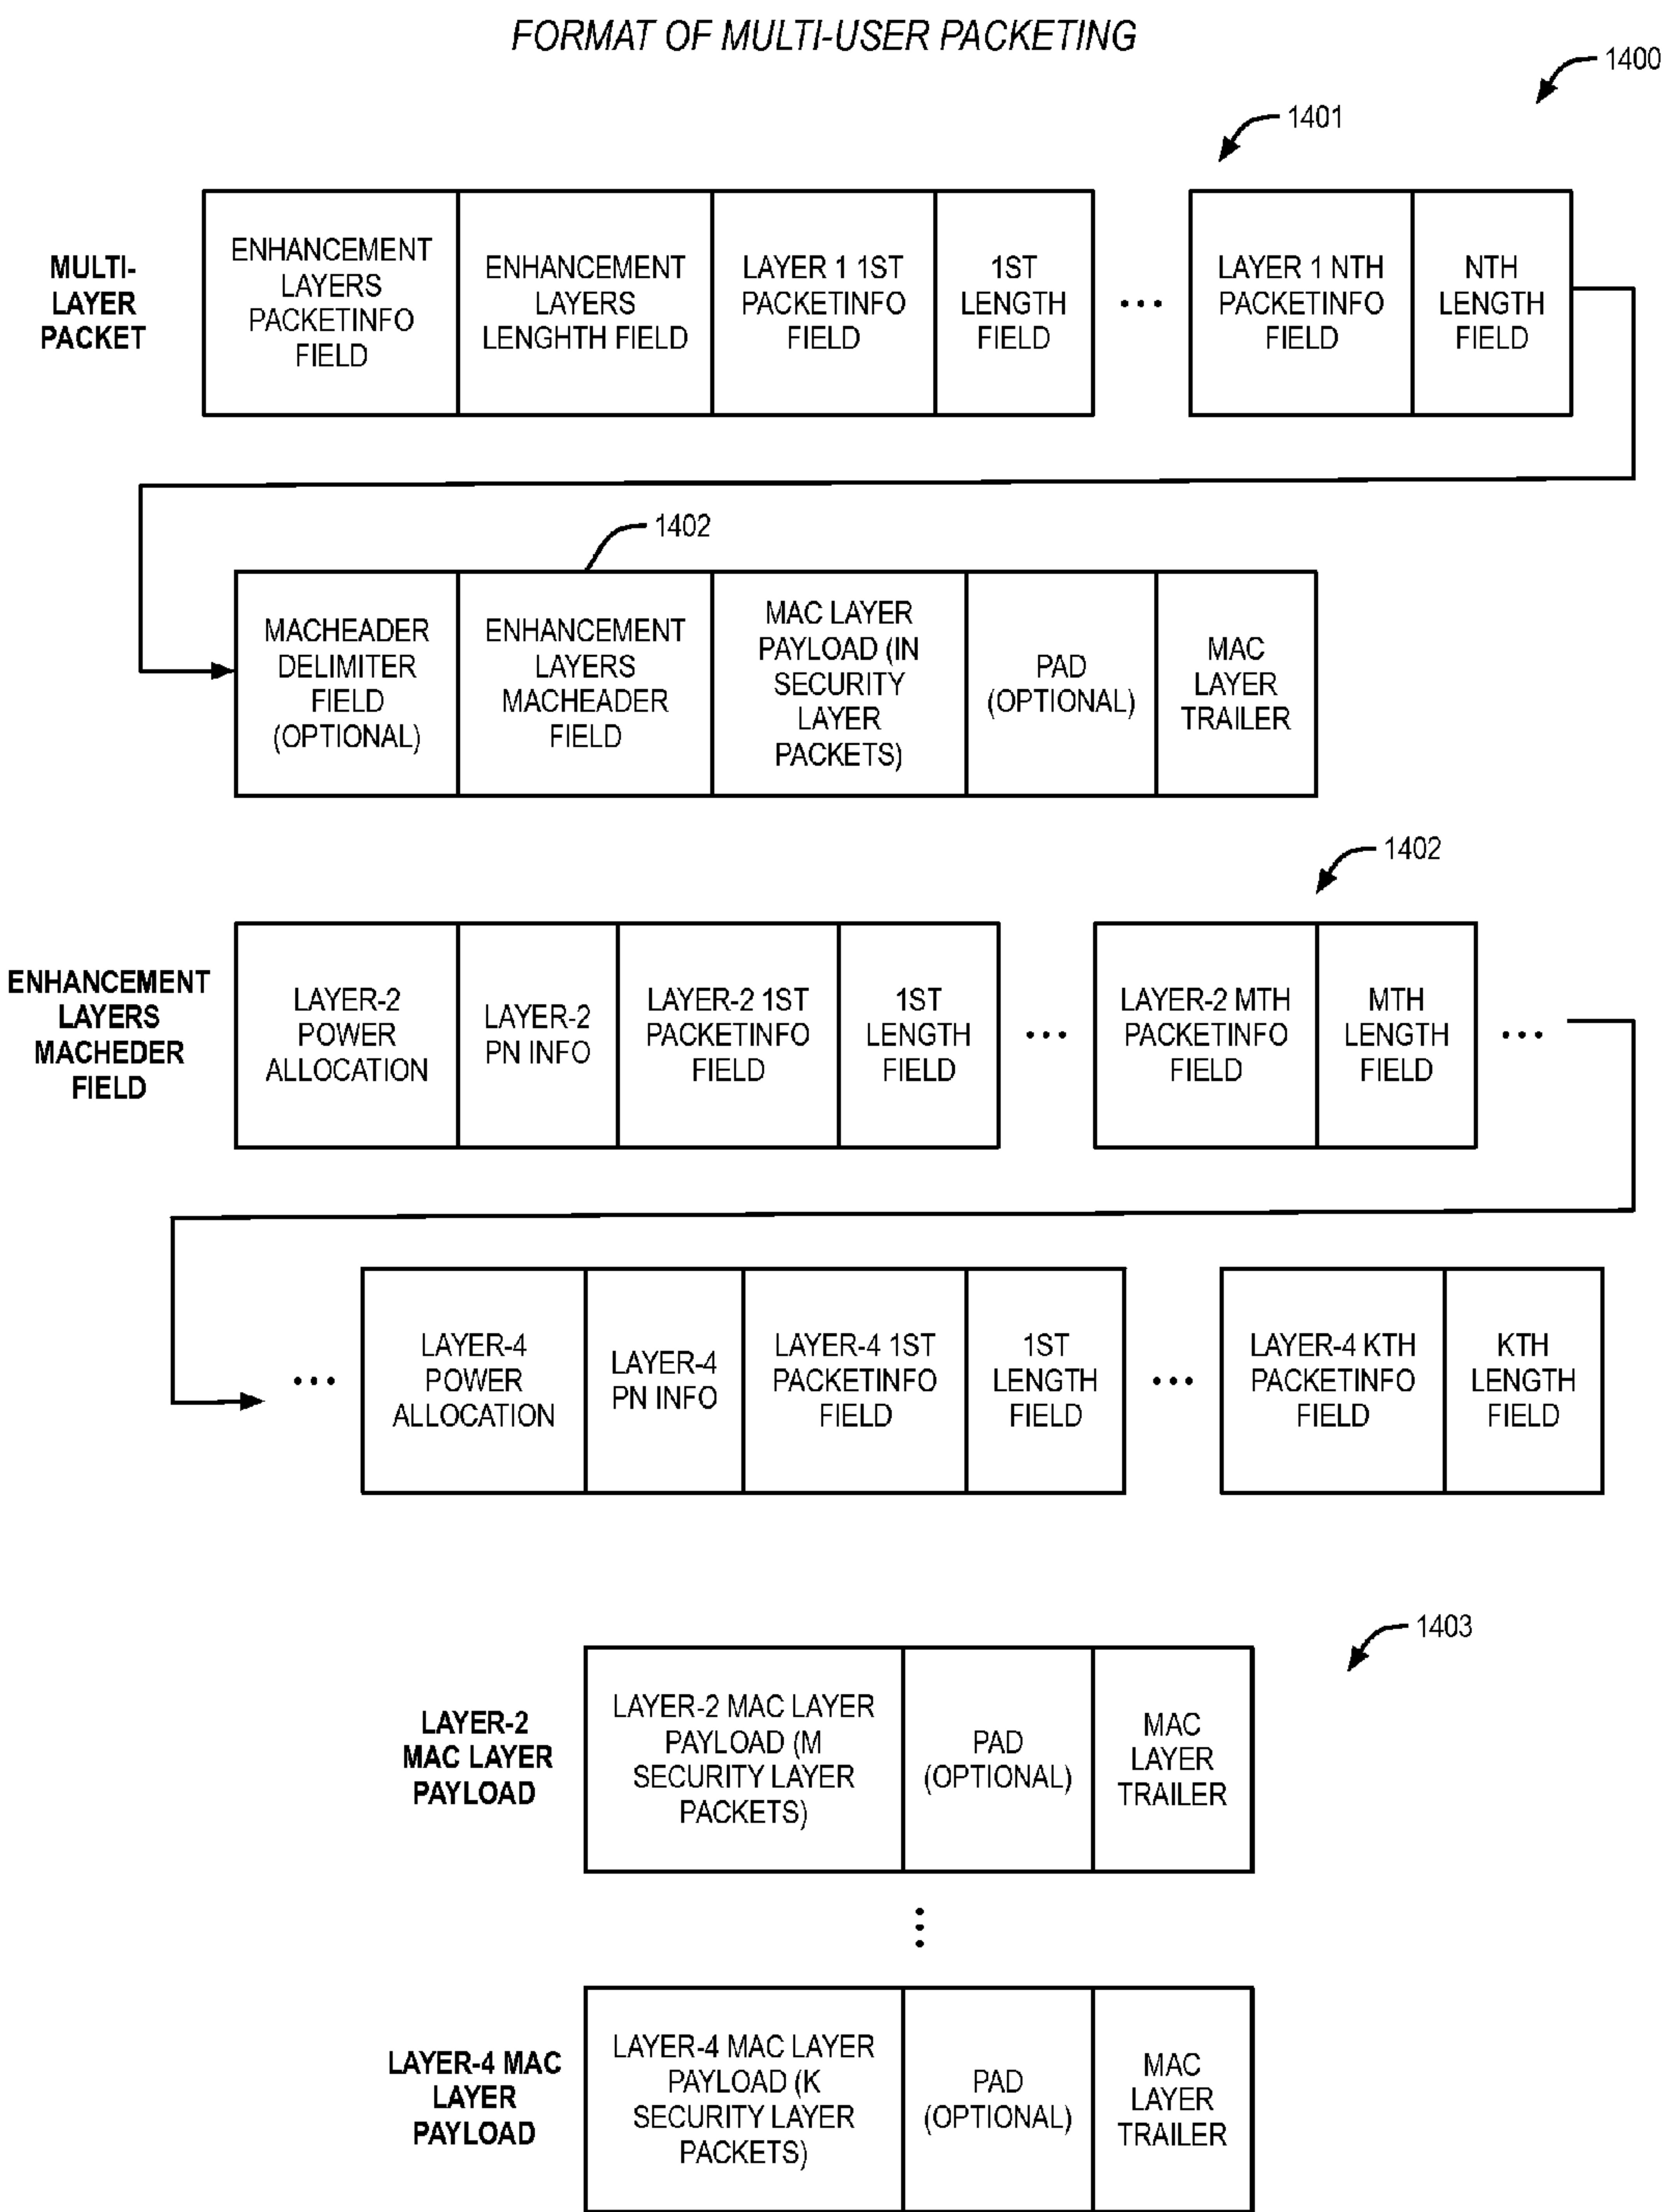 FORMAT OF MULTI-USER PACKETING
1400
1401
MULTI-
LAYER
PACKET
ENHANCEMENT
LAYERS
PACKETINFO
FIELD
ENHANCEMENT
LAYERS
LENGHTH FIELD
LAYER 1 1ST
PACKETINFO
FIELD
1ST
LENGTH
FIELD
...
LAYER 1 NTH
PACKETINFO
FIELD
NTH
LENGTH
FIELD
1402
MACHEADER
DELIMITER
FIELD
(OPTIONAL)
ENHANCEMENT
LAYERS
MACHEADER
FIELD
MAC LAYER
PAYLOAD (IN
SECURITY
LAYER
PACKETS)
PAD
(OPTIONAL)
MAC
LAYER
TRAILER
1402
ENHANCEMENT
LAYERS
MACHEDER
FIELD
LAYER-2
POWER
ALLOCATION
LAYER-2
PN INFO
LAYER-2 1ST
PACKETINFO
FIELD
1ST
LENGTH
FIELD
...
LAYER-2 MTH
PACKETINFO
FIELD
MTH
LENGTH
FIELD
...
...
LAYER-4
POWER
ALLOCATION
LAYER-4
PN INFO
LAYER-4 1ST
PACKETINFO
FIELD
1ST
LENGTH
FIELD
...
LAYER-4 KTH
PACKETINFO
FIELD
KTH
LENGTH
FIELD
1403
LAYER-2
MAC LAYER
PAYLOAD
LAYER-2 MAC LAYER
PAYLOAD (M
SECURITY LAYER
PACKETS)
PAD
(OPTIONAL)
MAC
LAYER
TRAILER
...
LAYER-4 MAC
LAYER
PAYLOAD
LAYER-4 MAC LAYER
PAYLOAD (K
SECURITY LAYER
PACKETS)
PAD
(OPTIONAL)
MAC
LAYER
TRAILER